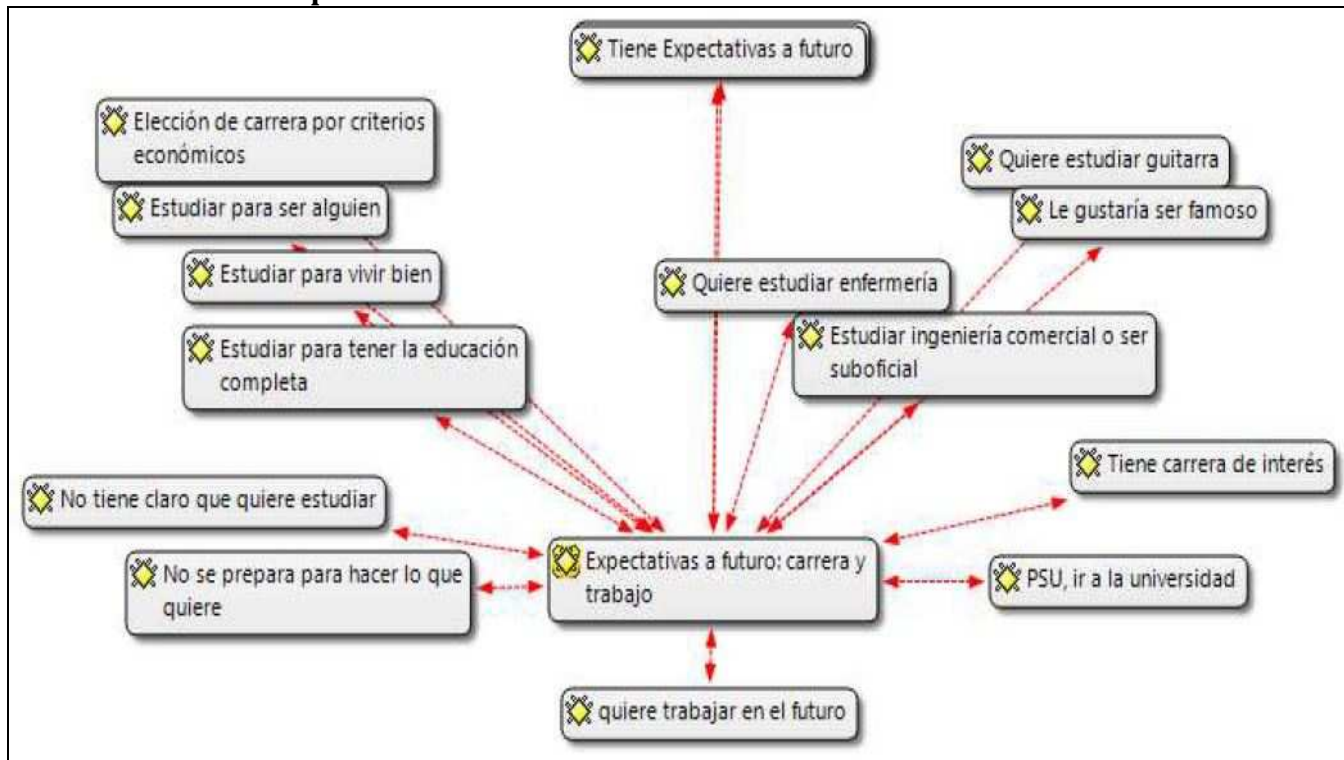 Tiene Expectativas a futuro
Elección de carrera por criterios
económicos
Estudiar para ser alguien
Estudiar para vivir bien
Estudiar para tener la educación
completa
Quiere estudiar guitarra
Le gustaría ser famoso
Quiere estudiar enfermería
Estudiar ingeniería comercial o ser
suboficial
No tiene claro que quiere estudiar
No se prepara para hacer lo que
quiere
Expectativas a futuro: carrera y
trabajo
Tiene carrera de interés
PSU, ir a la universidad
quiere trabajar en el futuro